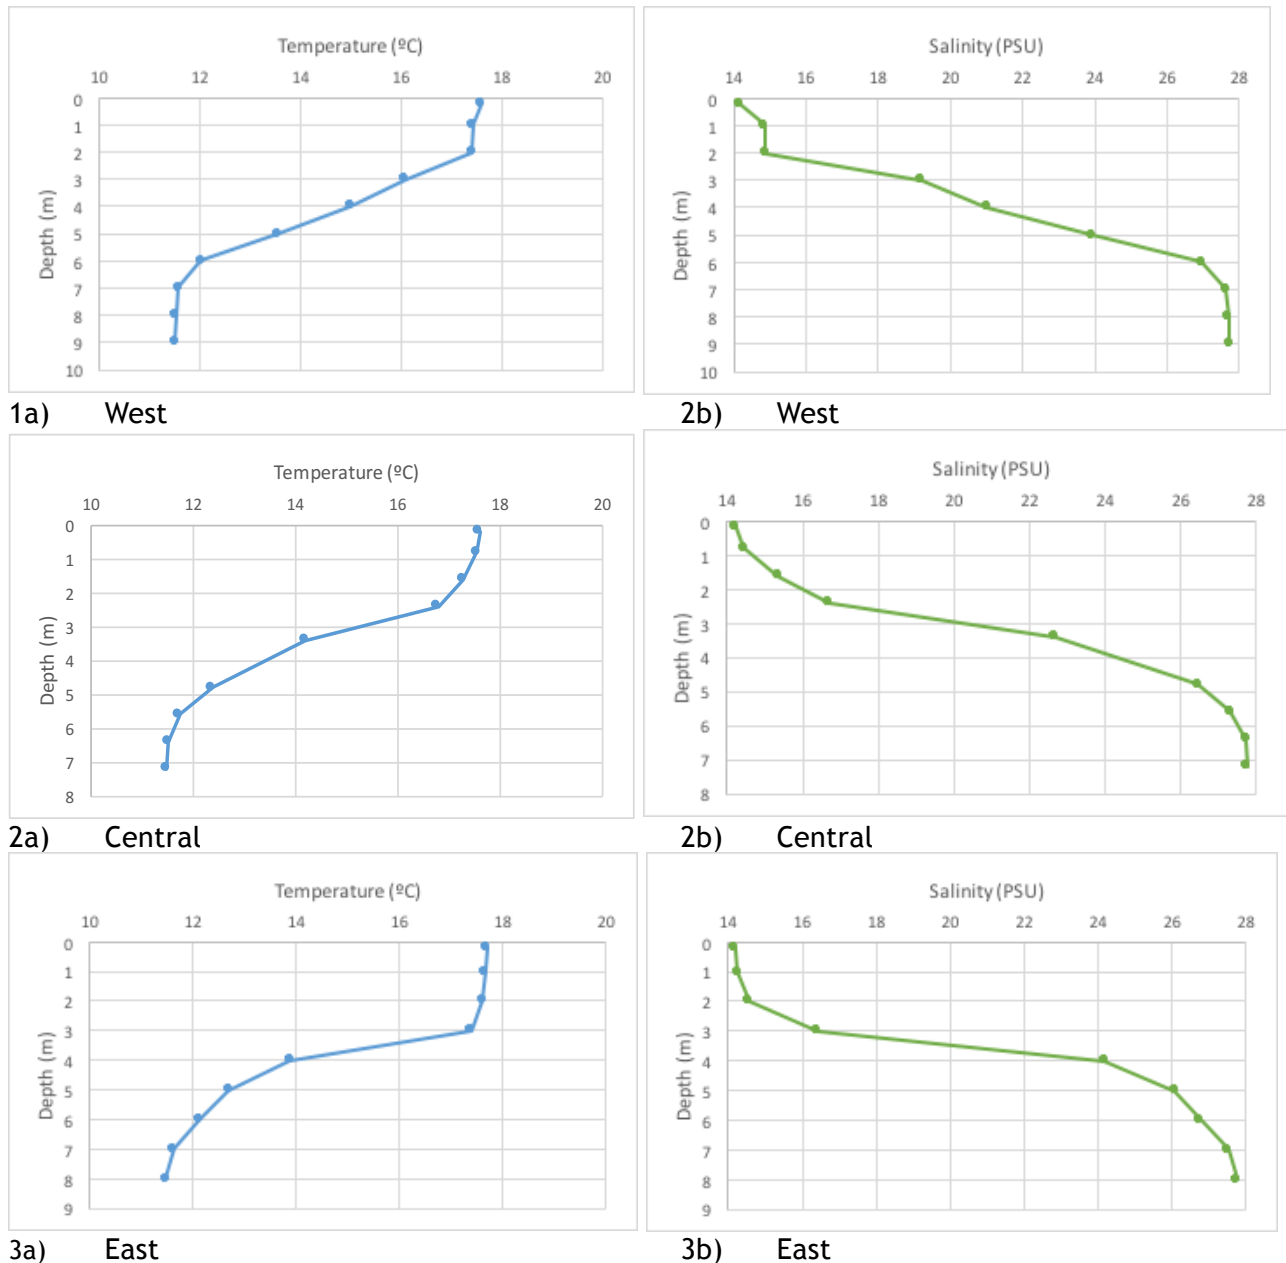 Temperature (ºC)
10 12 14 16 18 20
0
1
2
3
4
5
6
7
8
9
10
Depth (m)
Salinity (PSU)
14 16 18 20 22 24 26 28
0
1
2
3
4
5
6
7
8
9
10
Depth (m)
1a) West
2b) West
Temperature (ºC)
10 12 14 16 18 20
0
1
2
3
4
5
6
7
8
Depth (m)
Salinity (PSU)
14 16 18 20 22 24 26 28
0
1
2
3
4
5
6
7
8
Depth (m)
2a) Central
2b) Central
Temperature (ºC)
10 12 14 16 18 20
0
1
2
3
4
5
6
7
8
9
Depth (m)
Salinity (PSU)
14 16 18 20 22 24 26 28
0
1
2
3
4
5
6
7
8
9
Depth (m)
3a) East
3b) East